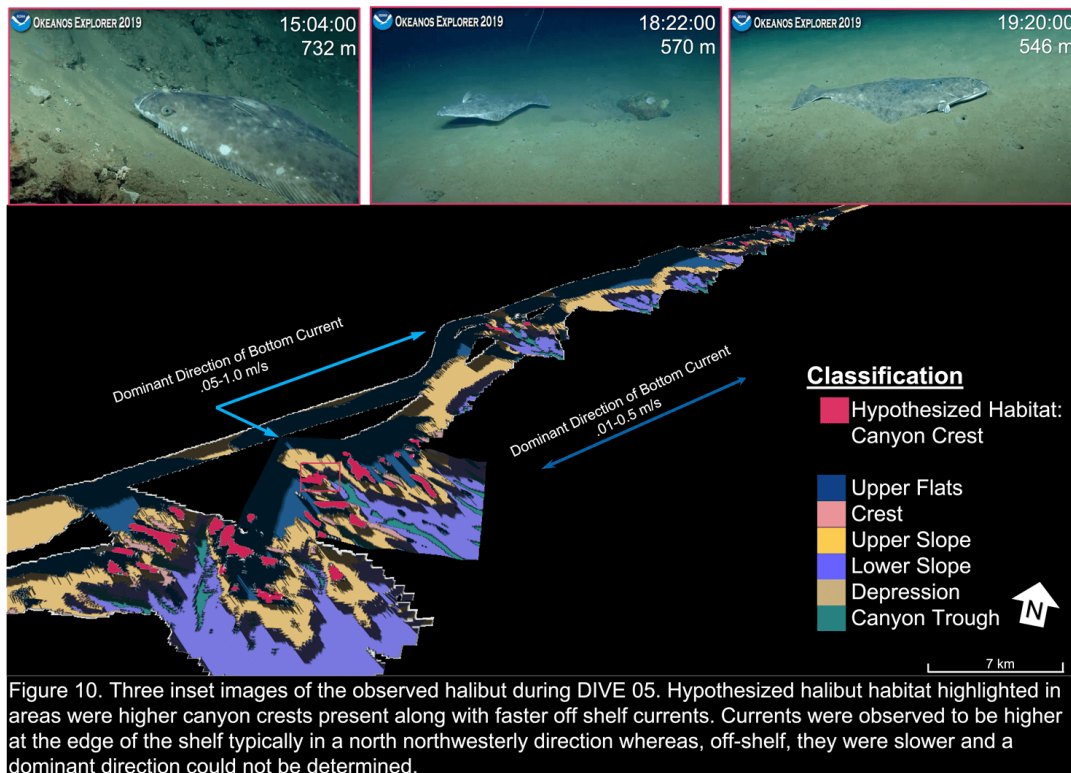 OKEANOS EXPLORER 2019
15:04:00
732 m
OKEANOS EXPLORER 2019
18:22:00
570 m
OKEANOS EXPLORER 2019
19:20:00
546 m
Dominant Direction of Bottom Current
.05-1.0 m/s
Dominant Direction of Bottom Current
.01-0.5 m/s
Classification
Hypothesized Habitat:
Canyon Crest
Upper Flats
Crest
Upper Slope
Lower Slope
Depression
Canyon Trough
N
7 km
Figure 10. Three inset images of the observed halibut during DIVE 05. Hypothesized halibut habitat highlighted in
areas were higher canyon crests present along with faster off shelf currents. Currents were observed to be higher
at the edge of the shelf typically in a north northwesterly direction whereas, off-shelf, they were slower and a
dominant direction could not be determined.